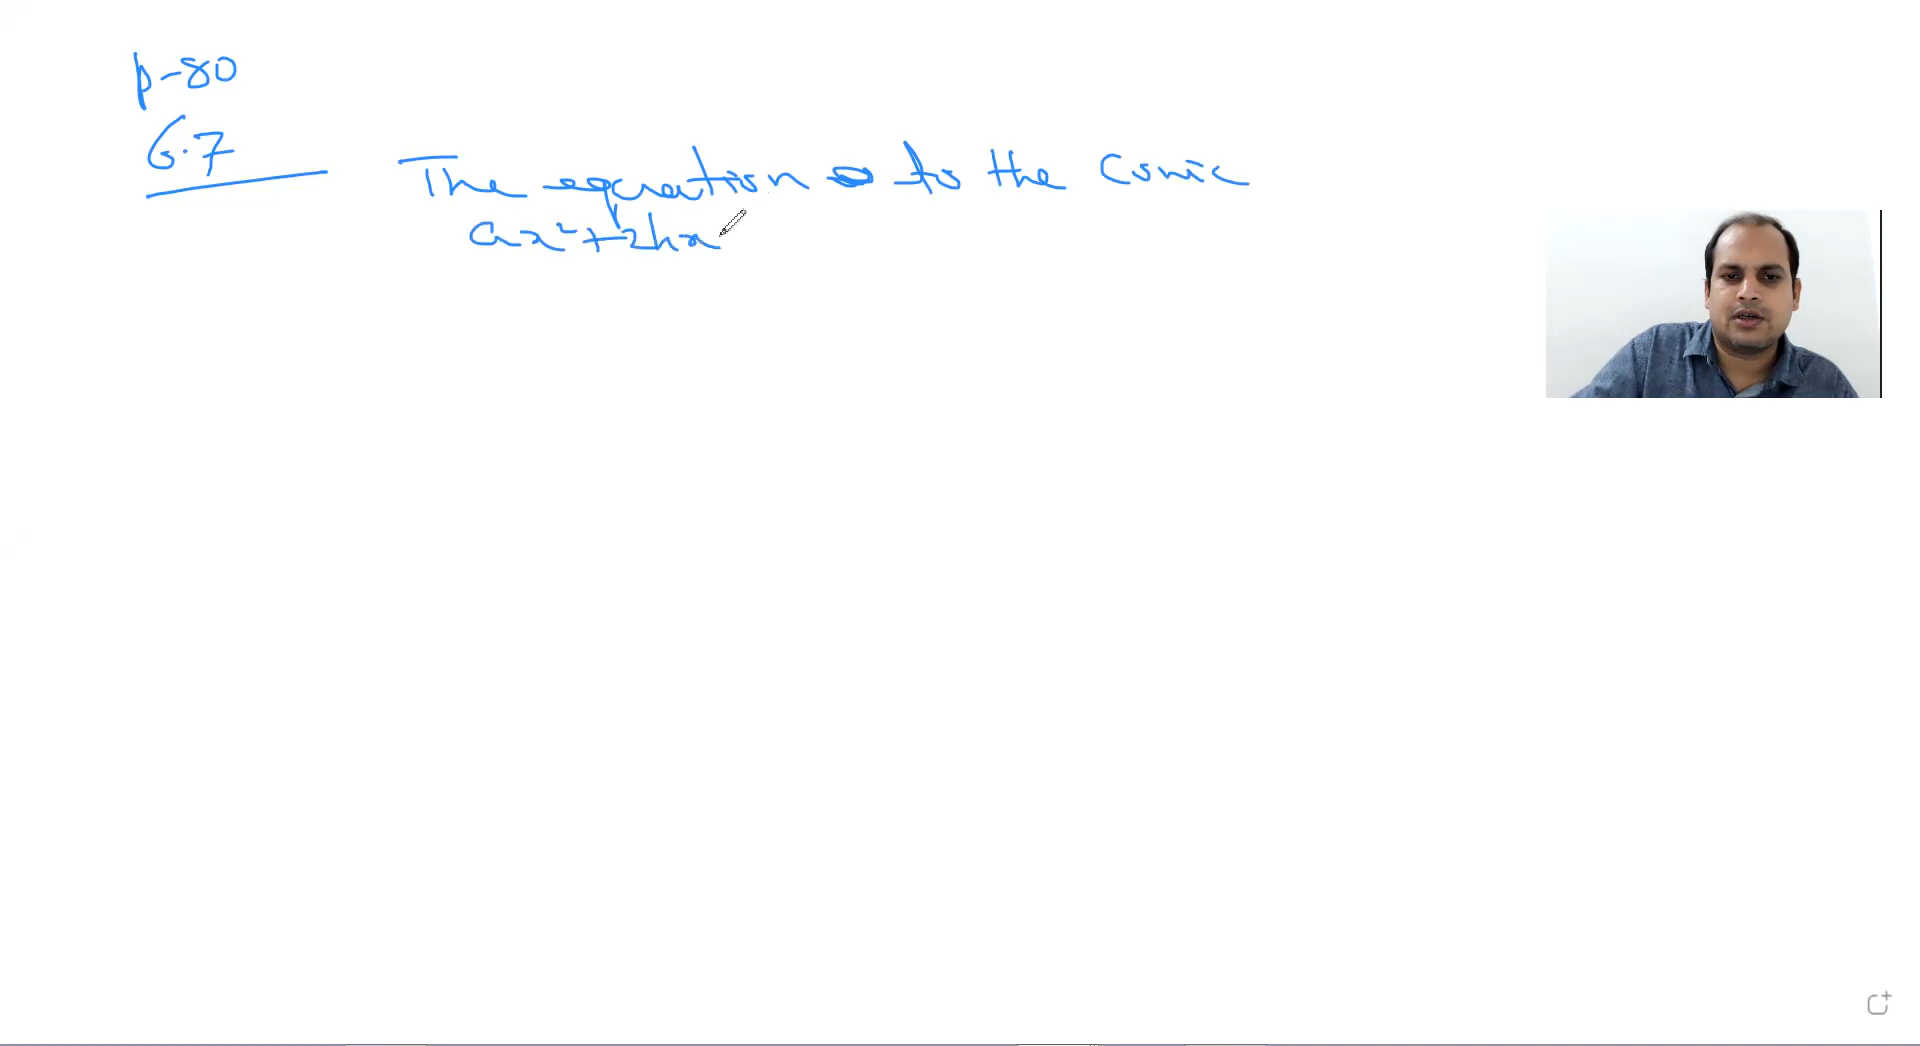 p-80
6.7
The equation to the conic
ax²+2hx